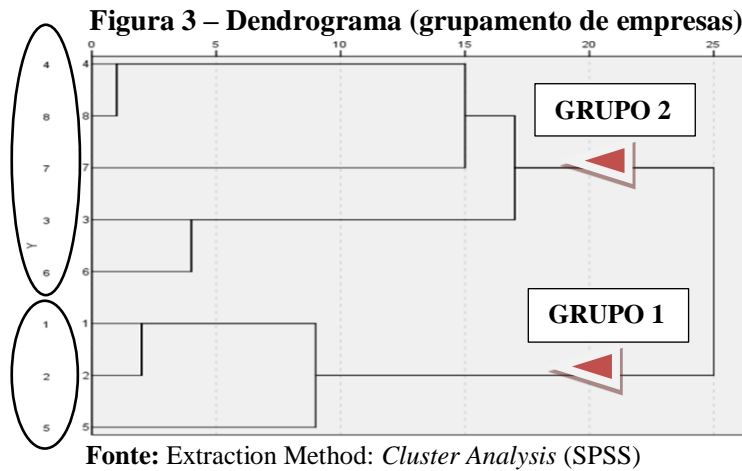 Figura 3 – Dendrograma (grupamento de empresas)
0 5 10 15 20 25
4 4
8 8
7 7
3 3
Y
6 6
1 1
2 2
5 5
GRUPO 2
GRUPO 1
Fonte: Extraction Method: Cluster Analysis (SPSS)